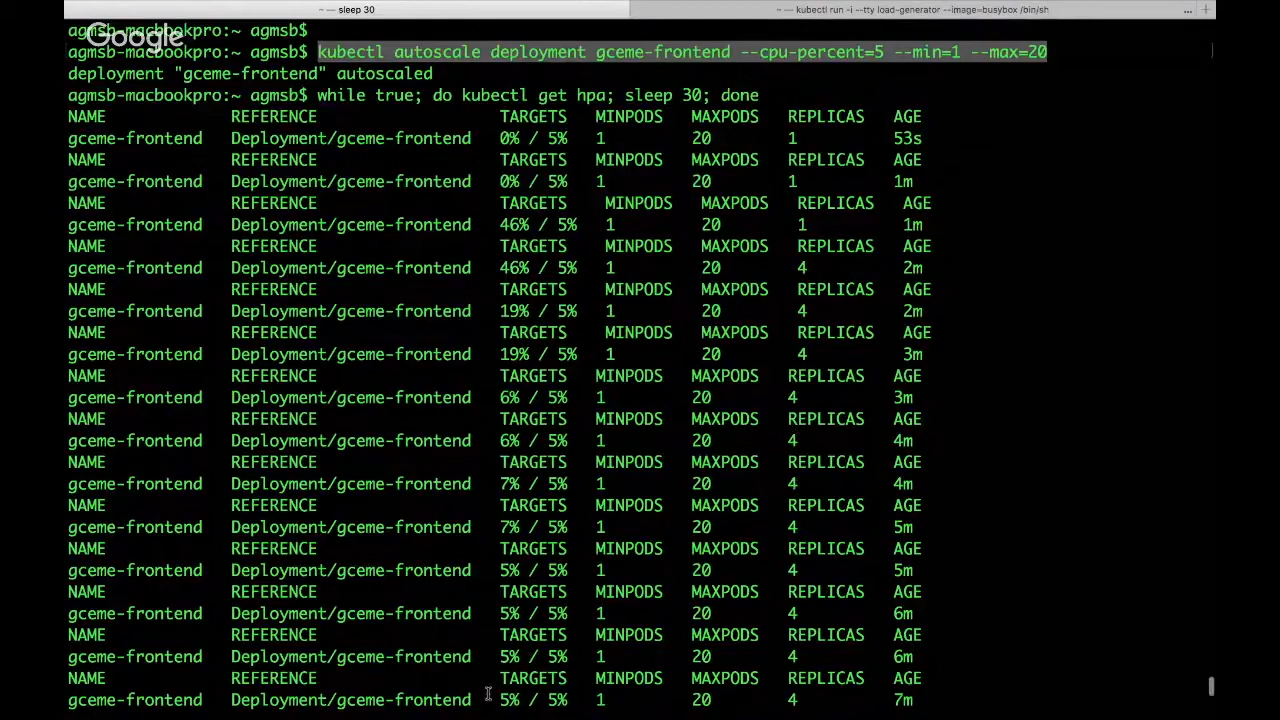 ~ — sleep 30
~ — kubectl run -i --tty load-generator --image=busybox /bin/sh
... +
agmsb-macbookpro:~ agmsb$
Google
agmsb-macbookpro:~ agmsb$ kubectl autoscale deployment gceme-frontend --cpu-percent=5 --min=1 --max=20
deployment "gceme-frontend" autoscaled
agmsb-macbookpro:~ agmsb$ while true; do kubectl get hpa; sleep 30; done
NAME REFERENCE TARGETS MINPODS MAXPODS REPLICAS AGE
gceme-frontend Deployment/gceme-frontend 0% / 5% 1 20 1 53s
NAME REFERENCE TARGETS MINPODS MAXPODS REPLICAS AGE
gceme-frontend Deployment/gceme-frontend 0% / 5% 1 20 1 1m
NAME REFERENCE TARGETS MINPODS MAXPODS REPLICAS AGE
gceme-frontend Deployment/gceme-frontend 46% / 5% 1 20 1 1m
NAME REFERENCE TARGETS MINPODS MAXPODS REPLICAS AGE
gceme-frontend Deployment/gceme-frontend 46% / 5% 1 20 4 2m
NAME REFERENCE TARGETS MINPODS MAXPODS REPLICAS AGE
gceme-frontend Deployment/gceme-frontend 19% / 5% 1 20 4 2m
NAME REFERENCE TARGETS MINPODS MAXPODS REPLICAS AGE
gceme-frontend Deployment/gceme-frontend 19% / 5% 1 20 4 3m
NAME REFERENCE TARGETS MINPODS MAXPODS REPLICAS AGE
gceme-frontend Deployment/gceme-frontend 6% / 5% 1 20 4 3m
NAME REFERENCE TARGETS MINPODS MAXPODS REPLICAS AGE
gceme-frontend Deployment/gceme-frontend 6% / 5% 1 20 4 4m
NAME REFERENCE TARGETS MINPODS MAXPODS REPLICAS AGE
gceme-frontend Deployment/gceme-frontend 7% / 5% 1 20 4 4m
NAME REFERENCE TARGETS MINPODS MAXPODS REPLICAS AGE
gceme-frontend Deployment/gceme-frontend 7% / 5% 1 20 4 5m
NAME REFERENCE TARGETS MINPODS MAXPODS REPLICAS AGE
gceme-frontend Deployment/gceme-frontend 5% / 5% 1 20 4 5m
NAME REFERENCE TARGETS MINPODS MAXPODS REPLICAS AGE
gceme-frontend Deployment/gceme-frontend 5% / 5% 1 20 4 6m
NAME REFERENCE TARGETS MINPODS MAXPODS REPLICAS AGE
gceme-frontend Deployment/gceme-frontend 5% / 5% 1 20 4 6m
NAME REFERENCE TARGETS MINPODS MAXPODS REPLICAS AGE
gceme-frontend Deployment/gceme-frontend 5% / 5% 1 20 4 7m